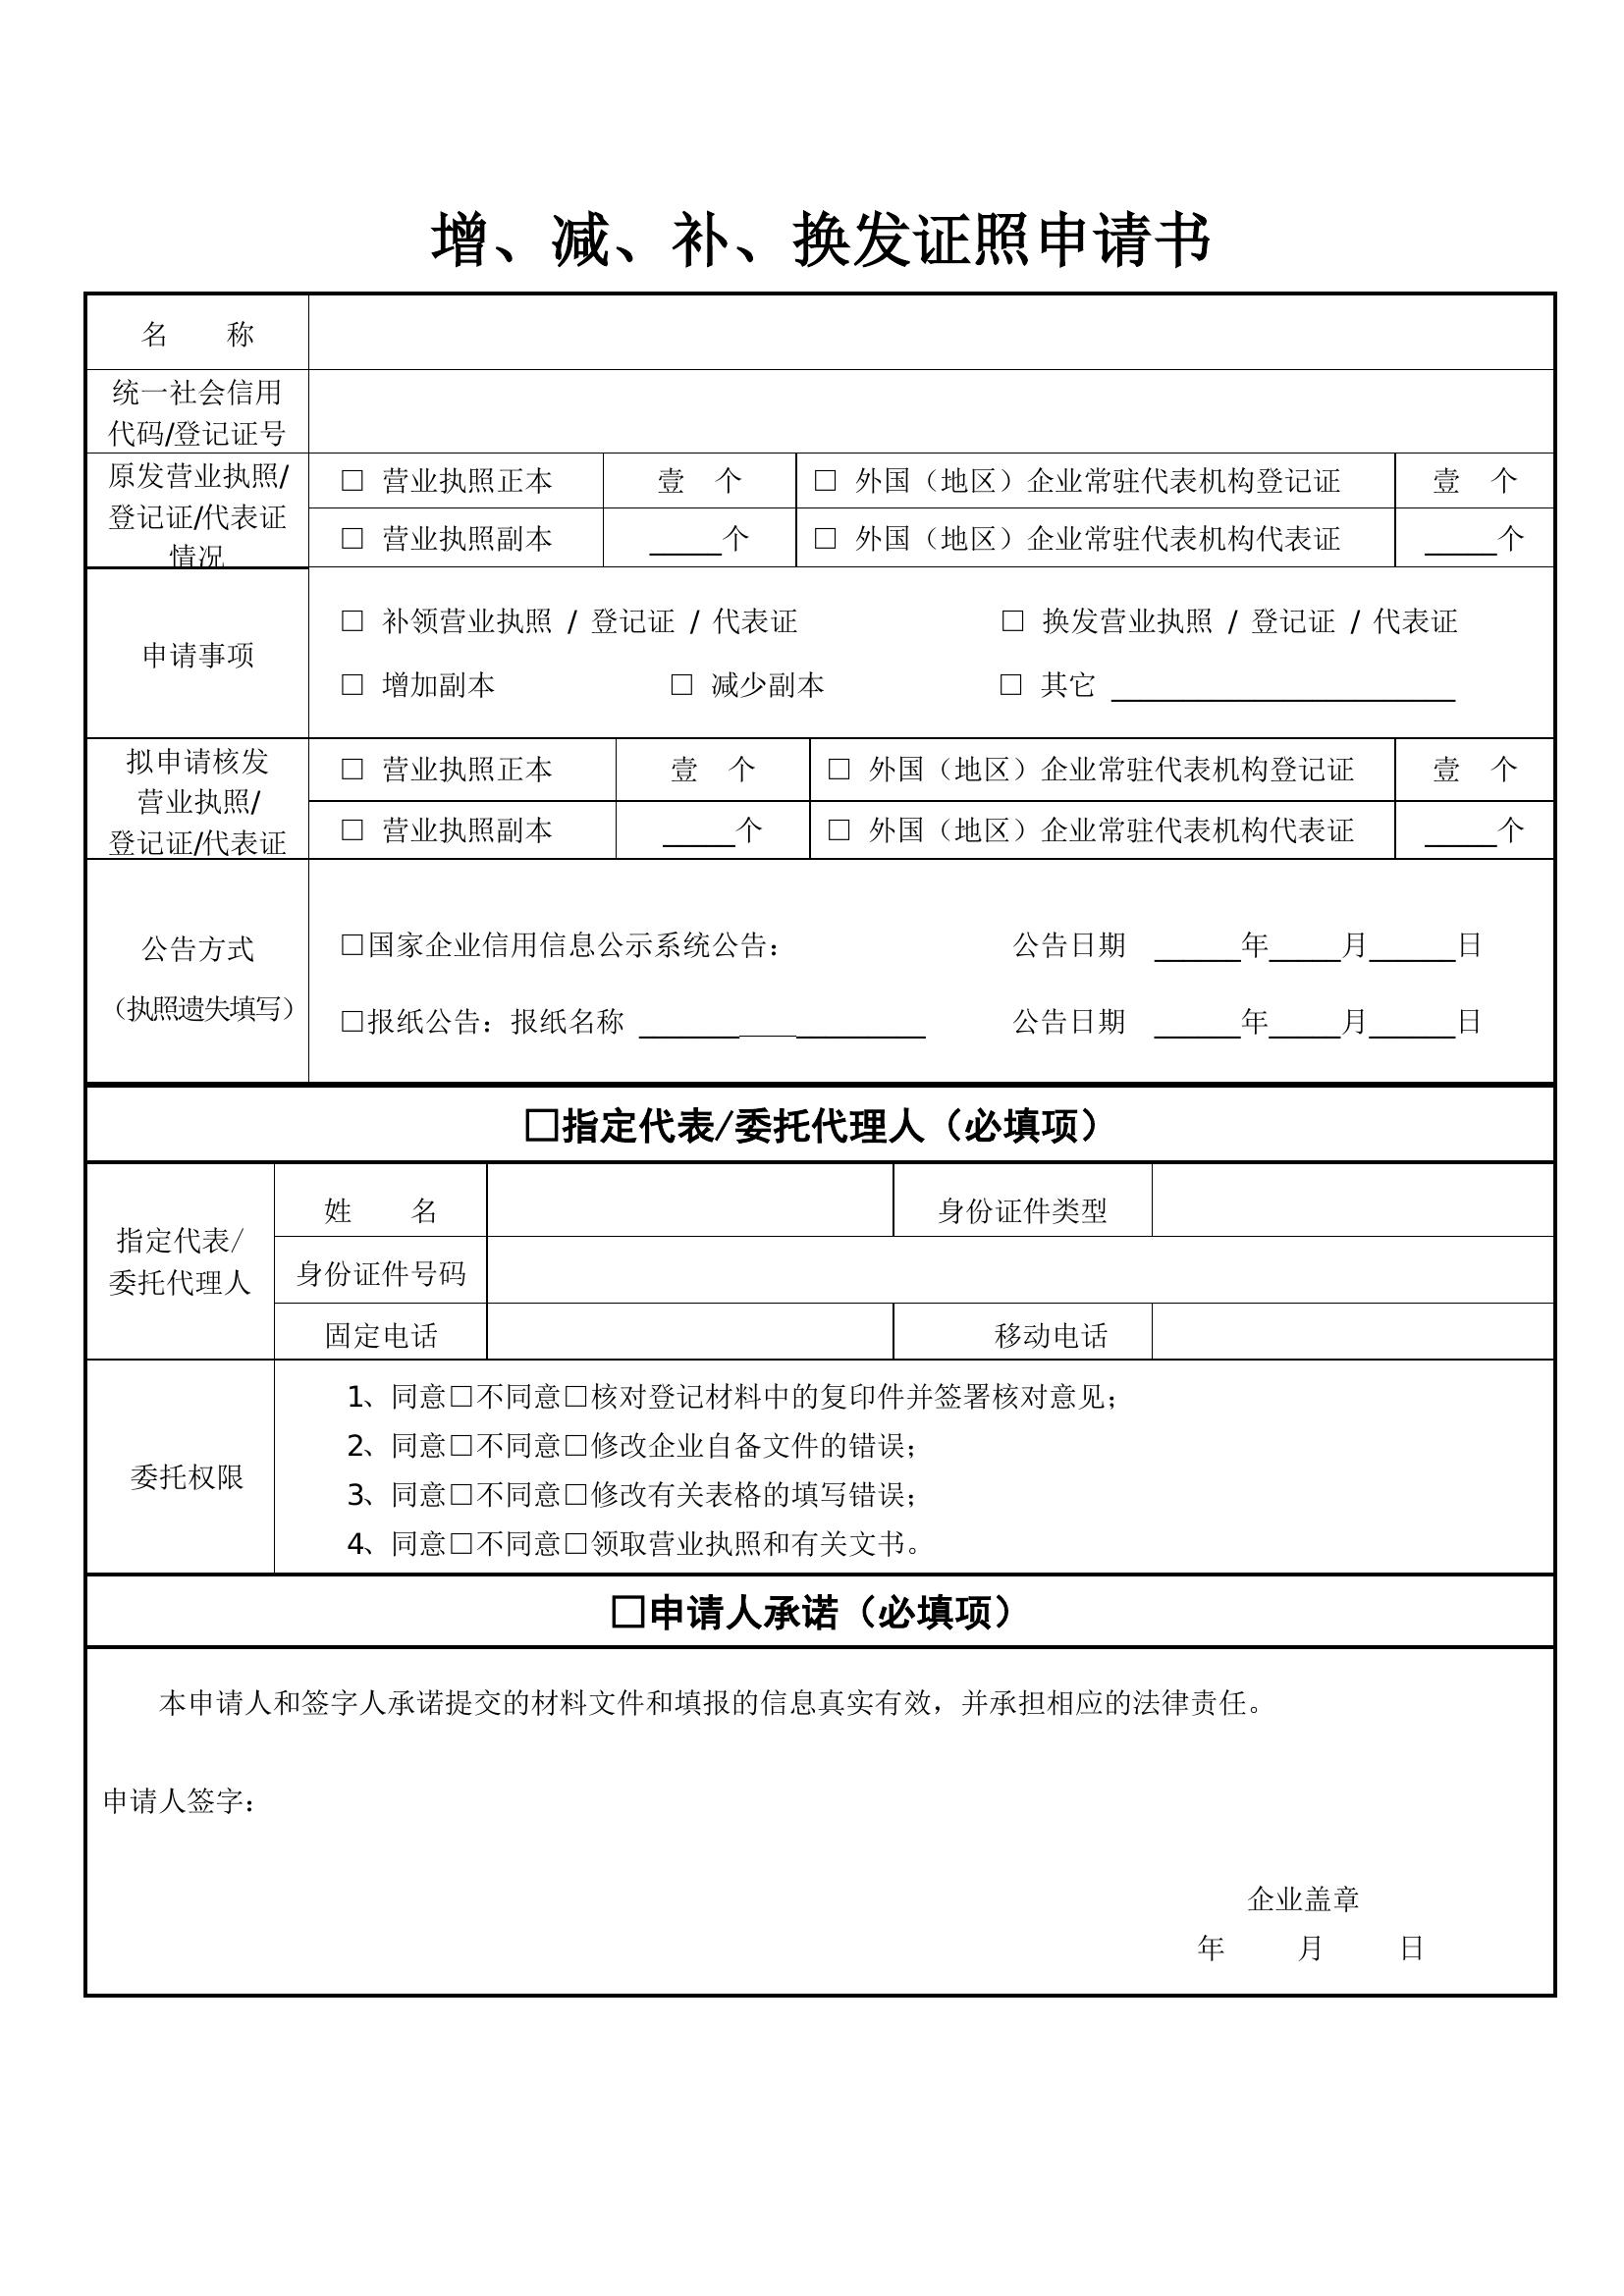 增、减、补、换发证照申请书
名　　称
统一社会信用
代码/登记证号
原发营业执照/
登记证/代表证
情况
□ 营业执照正本　壹　个　□ 外国（地区）企业常驻代表机构登记证　壹　个
□ 营业执照副本　_____个　□ 外国（地区）企业常驻代表机构代表证　_____个
申请事项
□ 补领营业执照 / 登记证 / 代表证　□ 换发营业执照 / 登记证 / 代表证
□ 增加副本　□ 减少副本　□ 其它 ________________________
拟申请核发
营业执照/
登记证/代表证
□ 营业执照正本　壹　个　□ 外国（地区）企业常驻代表机构登记证　壹　个
□ 营业执照副本　_____个　□ 外国（地区）企业常驻代表机构代表证　_____个
公告方式
（执照遗失填写）
□国家企业信用信息公示系统公告：　公告日期　______年_____月______日
□报纸公告：报纸名称 ____________________　公告日期　______年_____月______日
□指定代表/委托代理人（必填项）
指定代表/
委托代理人
姓　　名　身份证件类型
身份证件号码
固定电话　移动电话
委托权限
1、同意□不同意□核对登记材料中的复印件并签署核对意见；
2、同意□不同意□修改企业自备文件的错误；
3、同意□不同意□修改有关表格的填写错误；
4、同意□不同意□领取营业执照和有关文书。
□申请人承诺（必填项）
本申请人和签字人承诺提交的材料文件和填报的信息真实有效，并承担相应的法律责任。
申请人签字：
企业盖章
年　　月　　日